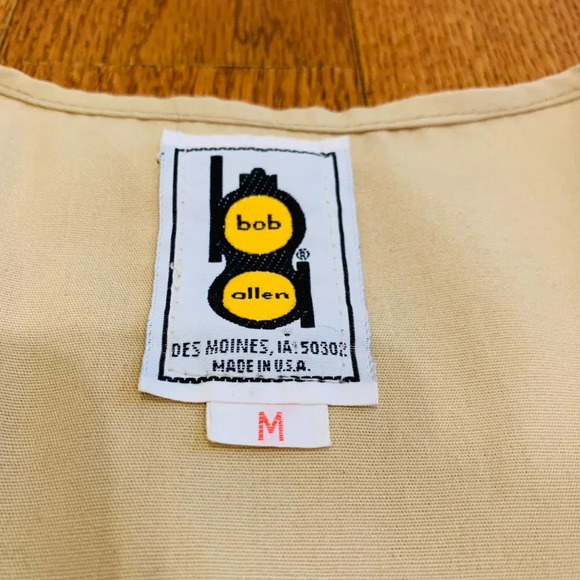 bob
allen
®
DES MOINES, IA. 50302
MADE IN U.S.A.
M